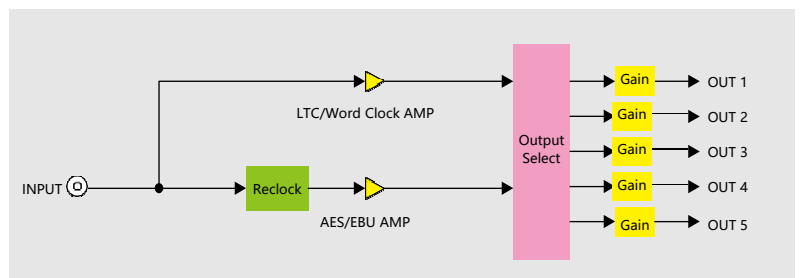 Gain
OUT 1
LTC/Word Clock AMP
Gain
OUT 2
Output
Select
Gain
OUT 3
INPUT
Reclock
Gain
OUT 4
AES/EBU AMP
Gain
OUT 5